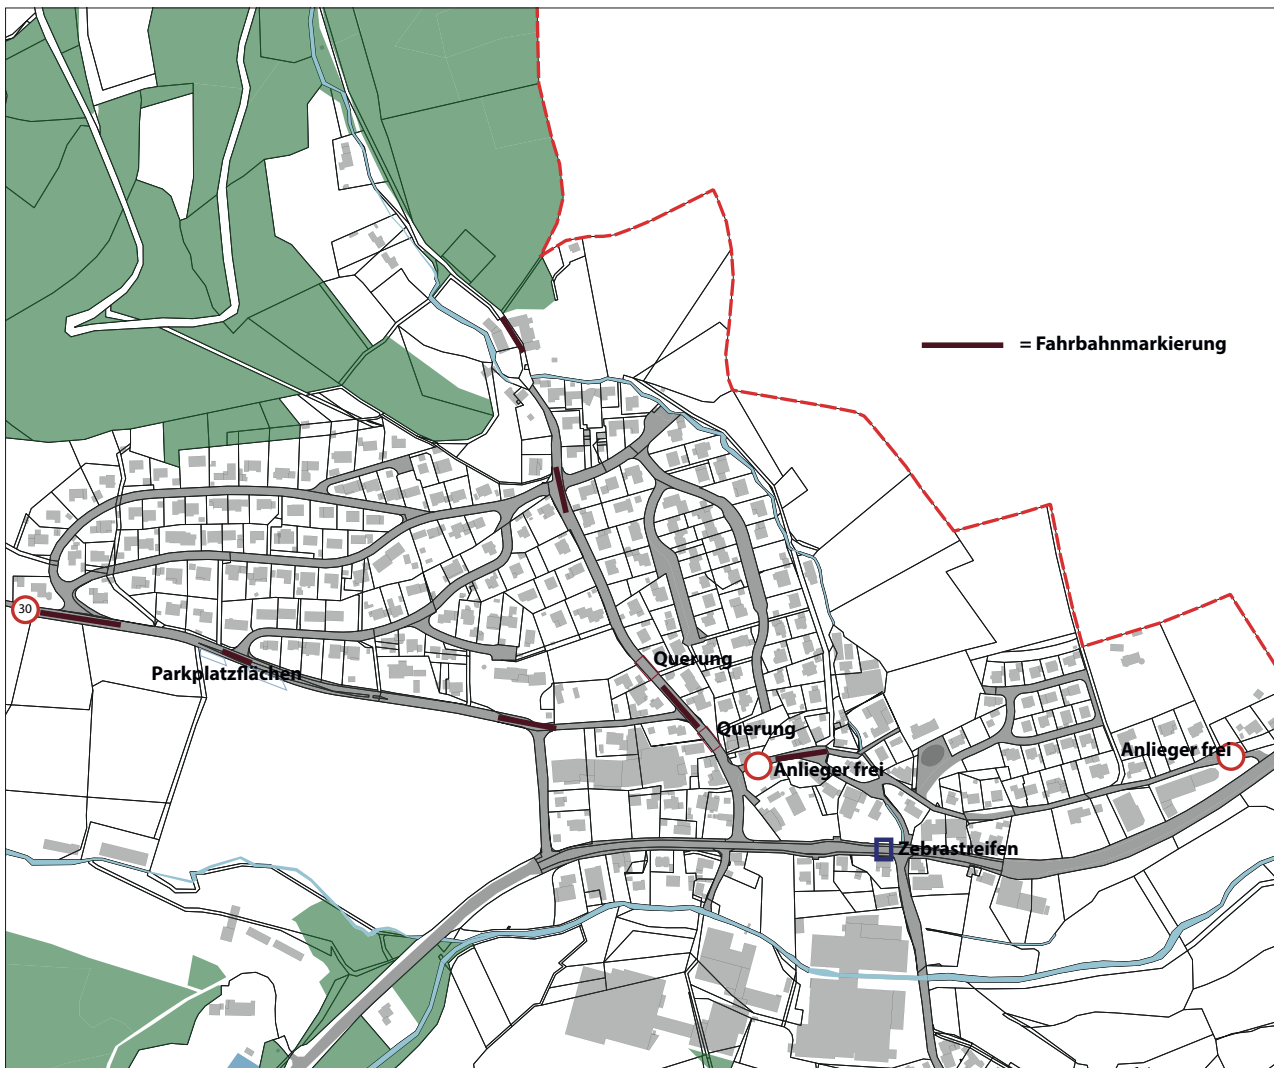 = Fahrbahnmarkierung
30
Querung
Parkplatzflächen
Querung
Anlieger frei
Anlieger frei
Zebrastreifen